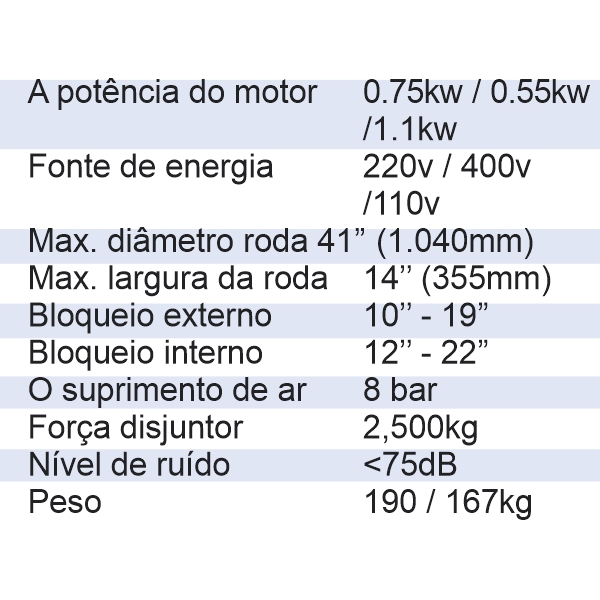 A potência do motor 0.75kw / 0.55kw
/1.1kw
Fonte de energia 220v / 400v
/110v
Max. diâmetro roda 41” (1.040mm)
Max. largura da roda 14’’ (355mm)
Bloqueio externo 10’’ - 19”
Bloqueio interno 12’’ - 22”
O suprimento de ar 8 bar
Força disjuntor 2,500kg
Nível de ruído <75dB
Peso 190 / 167kg